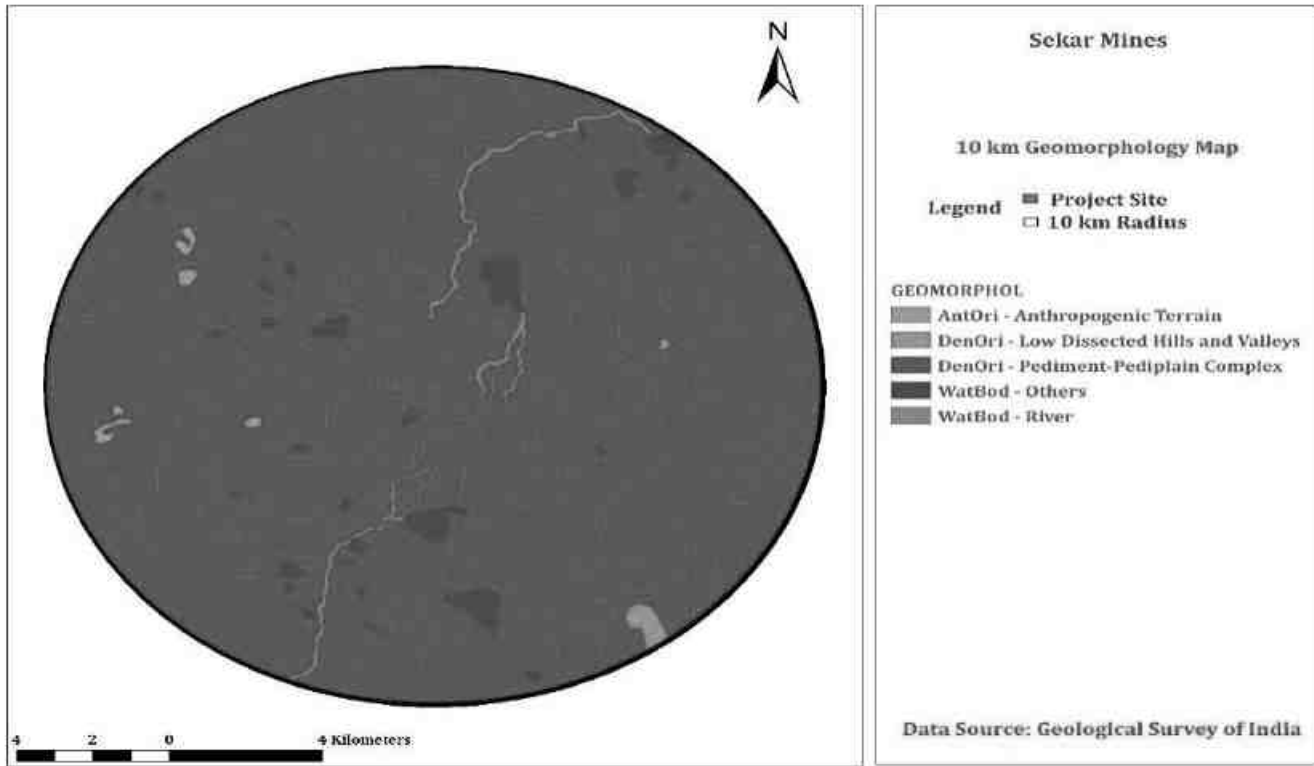 N
4 2 0 4 Kilometers
Sekar Mines
10 km Geomorphology Map
Legend
Project Site
10 km Radius
GEOMORPHOL
AntOri - Anthropogenic Terrain
DenOri - Low Dissected Hills and Valleys
DenOri - Pediment-Pediplain Complex
WatBod - Others
WatBod - River
Data Source: Geological Survey of India